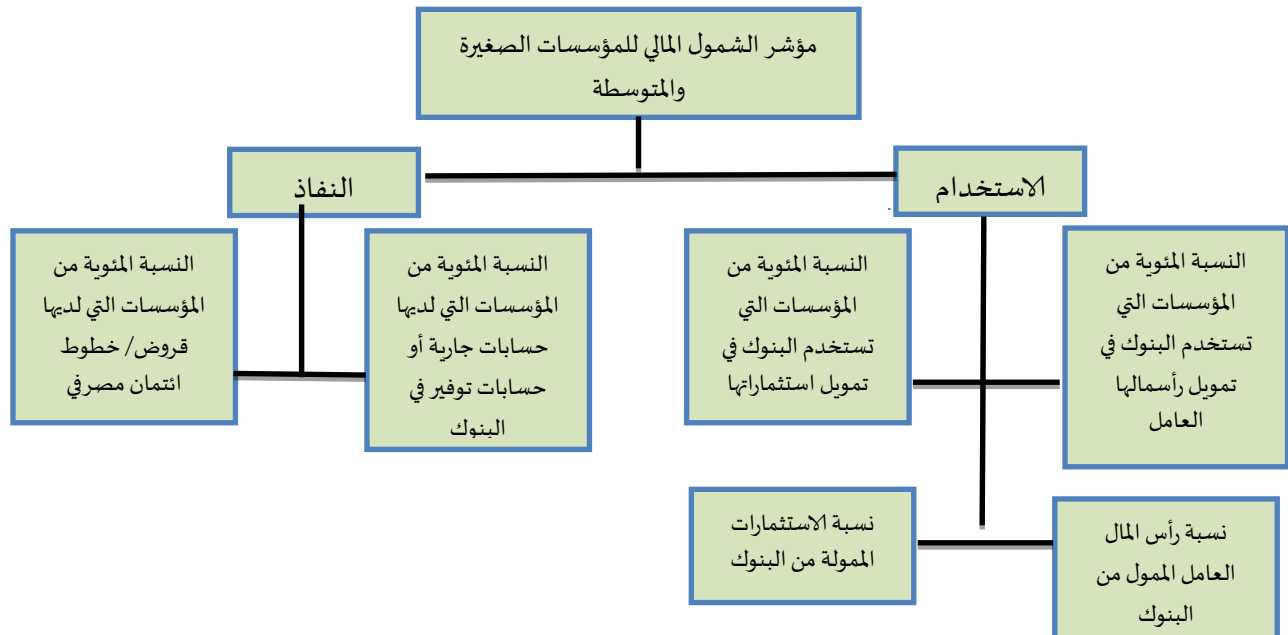 مؤشر الشمول المالي للمؤسسات الصغيرة
والمتوسطة
الاستخدام
النفاذ
النسبة المئوية من
المؤسسات التي
تستخدم البنوك في
تمويل رأسمالها
العامل
النسبة المئوية من
المؤسسات التي
تستخدم البنوك في
تمويل استثماراتها
النسبة المئوية من
المؤسسات التي لديها
حسابات جارية أو
حسابات توفير في
البنوك
النسبة المئوية من
المؤسسات التي لديها
قروض/ خطوط
ائتمان مصرفي
نسبة رأس المال
العامل الممول من
البنوك
نسبة الاستثمارات
الممولة من البنوك